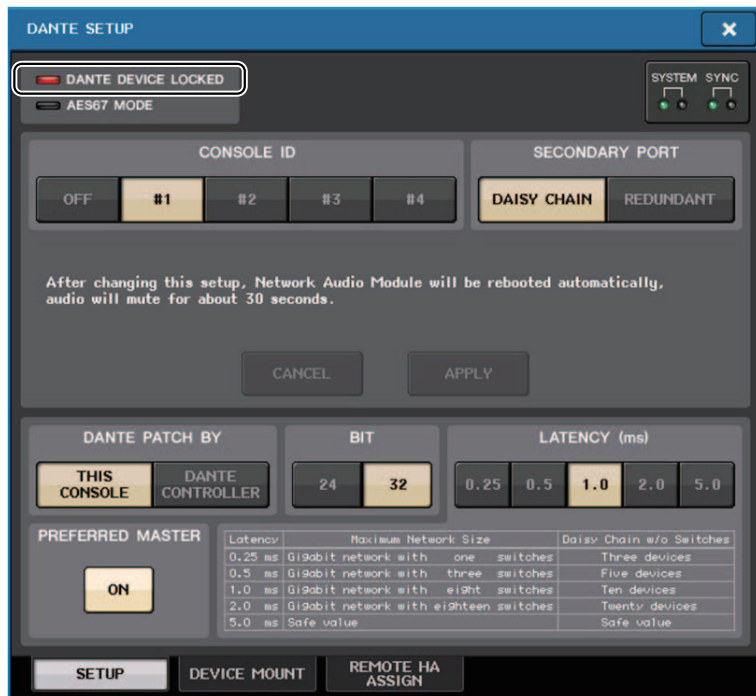 DANTE SETUP
DANTE DEVICE LOCKED
AES67 MODE
SYSTEM SYNC
CONSOLE ID
OFF #1 #2 #3 #4
SECONDARY PORT
DAISY CHAIN REDUNDANT
After changing this setup, Network Audio Module will be rebooted automatically,
audio will mute for about 30 seconds.
CANCEL APPLY
DANTE PATCH BY
THIS CONSOLE DANTE CONTROLLER
BIT
24 32
LATENCY (ms)
0.25 0.5 1.0 2.0 5.0
PREFERRED MASTER
ON
Latency Maximum Network Size Daisy Chain w/o Switches
0.25 ms Gigabit network with one switches Three devices
0.5 ms Gigabit network with three switches Five devices
1.0 ms Gigabit network with eight switches Ten devices
2.0 ms Gigabit network with eighteen switches Twenty devices
5.0 ms Safe value Safe value
SETUP DEVICE MOUNT REMOTE HA ASSIGN